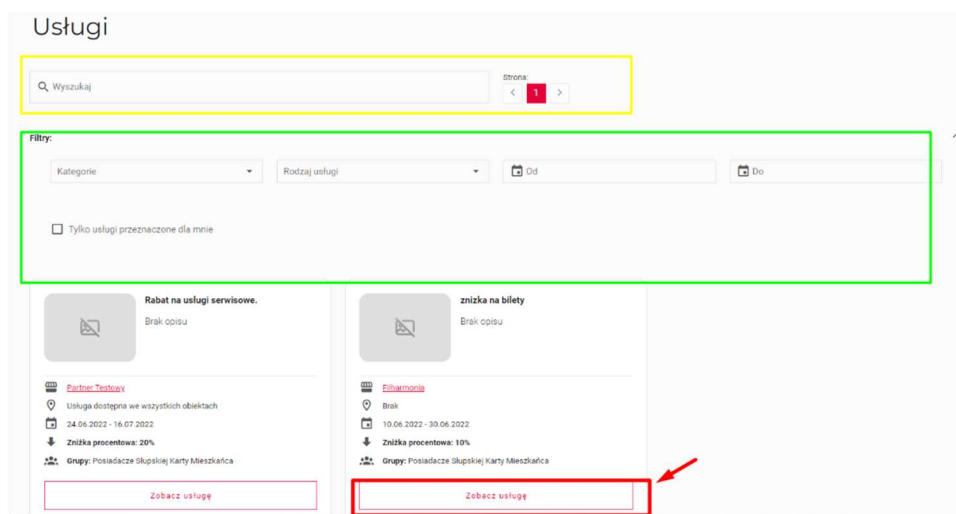 Usługi
Wyszukaj
Strona:
1
Filtry:
Kategorie
Rodzaj usługi
Od
Do
Tylko usługi przeznaczone dla mnie
Rabat na usługi serwisowe.
Brak opisu
Partner Testowy
Usługa dostępna we wszystkich obiektach
24.06.2022 - 16.07.2022
Zniżka procentowa: 20%
Grupy: Posiadacze Słupskiej Karty Mieszkańca
Zobacz usługę
znizka na bilety
Brak opisu
Filharmonia
Brak
10.06.2022 - 30.06.2022
Zniżka procentowa: 10%
Grupy: Posiadacze Słupskiej Karty Mieszkańca
Zobacz usługę